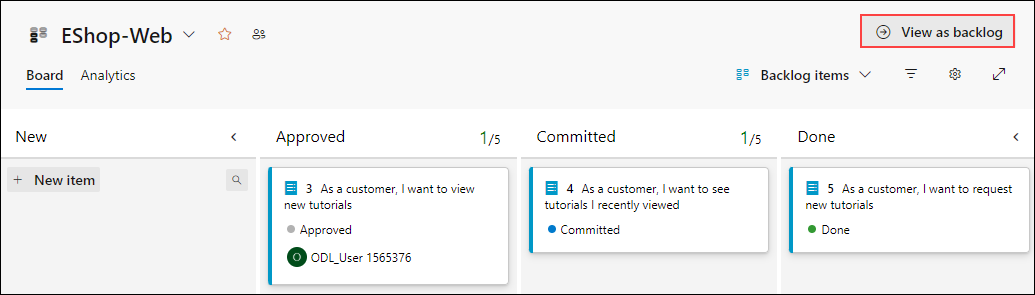 EShop-Web
View as backlog
Board Analytics
Backlog items
New
Approved 1/5
Committed 1/5
Done
+ New item
3 As a customer, I want to view
new tutorials
Approved
O ODL_User 1565376
4 As a customer, I want to see
tutorials I recently viewed
Committed
5 As a customer, I want to request
new tutorials
Done